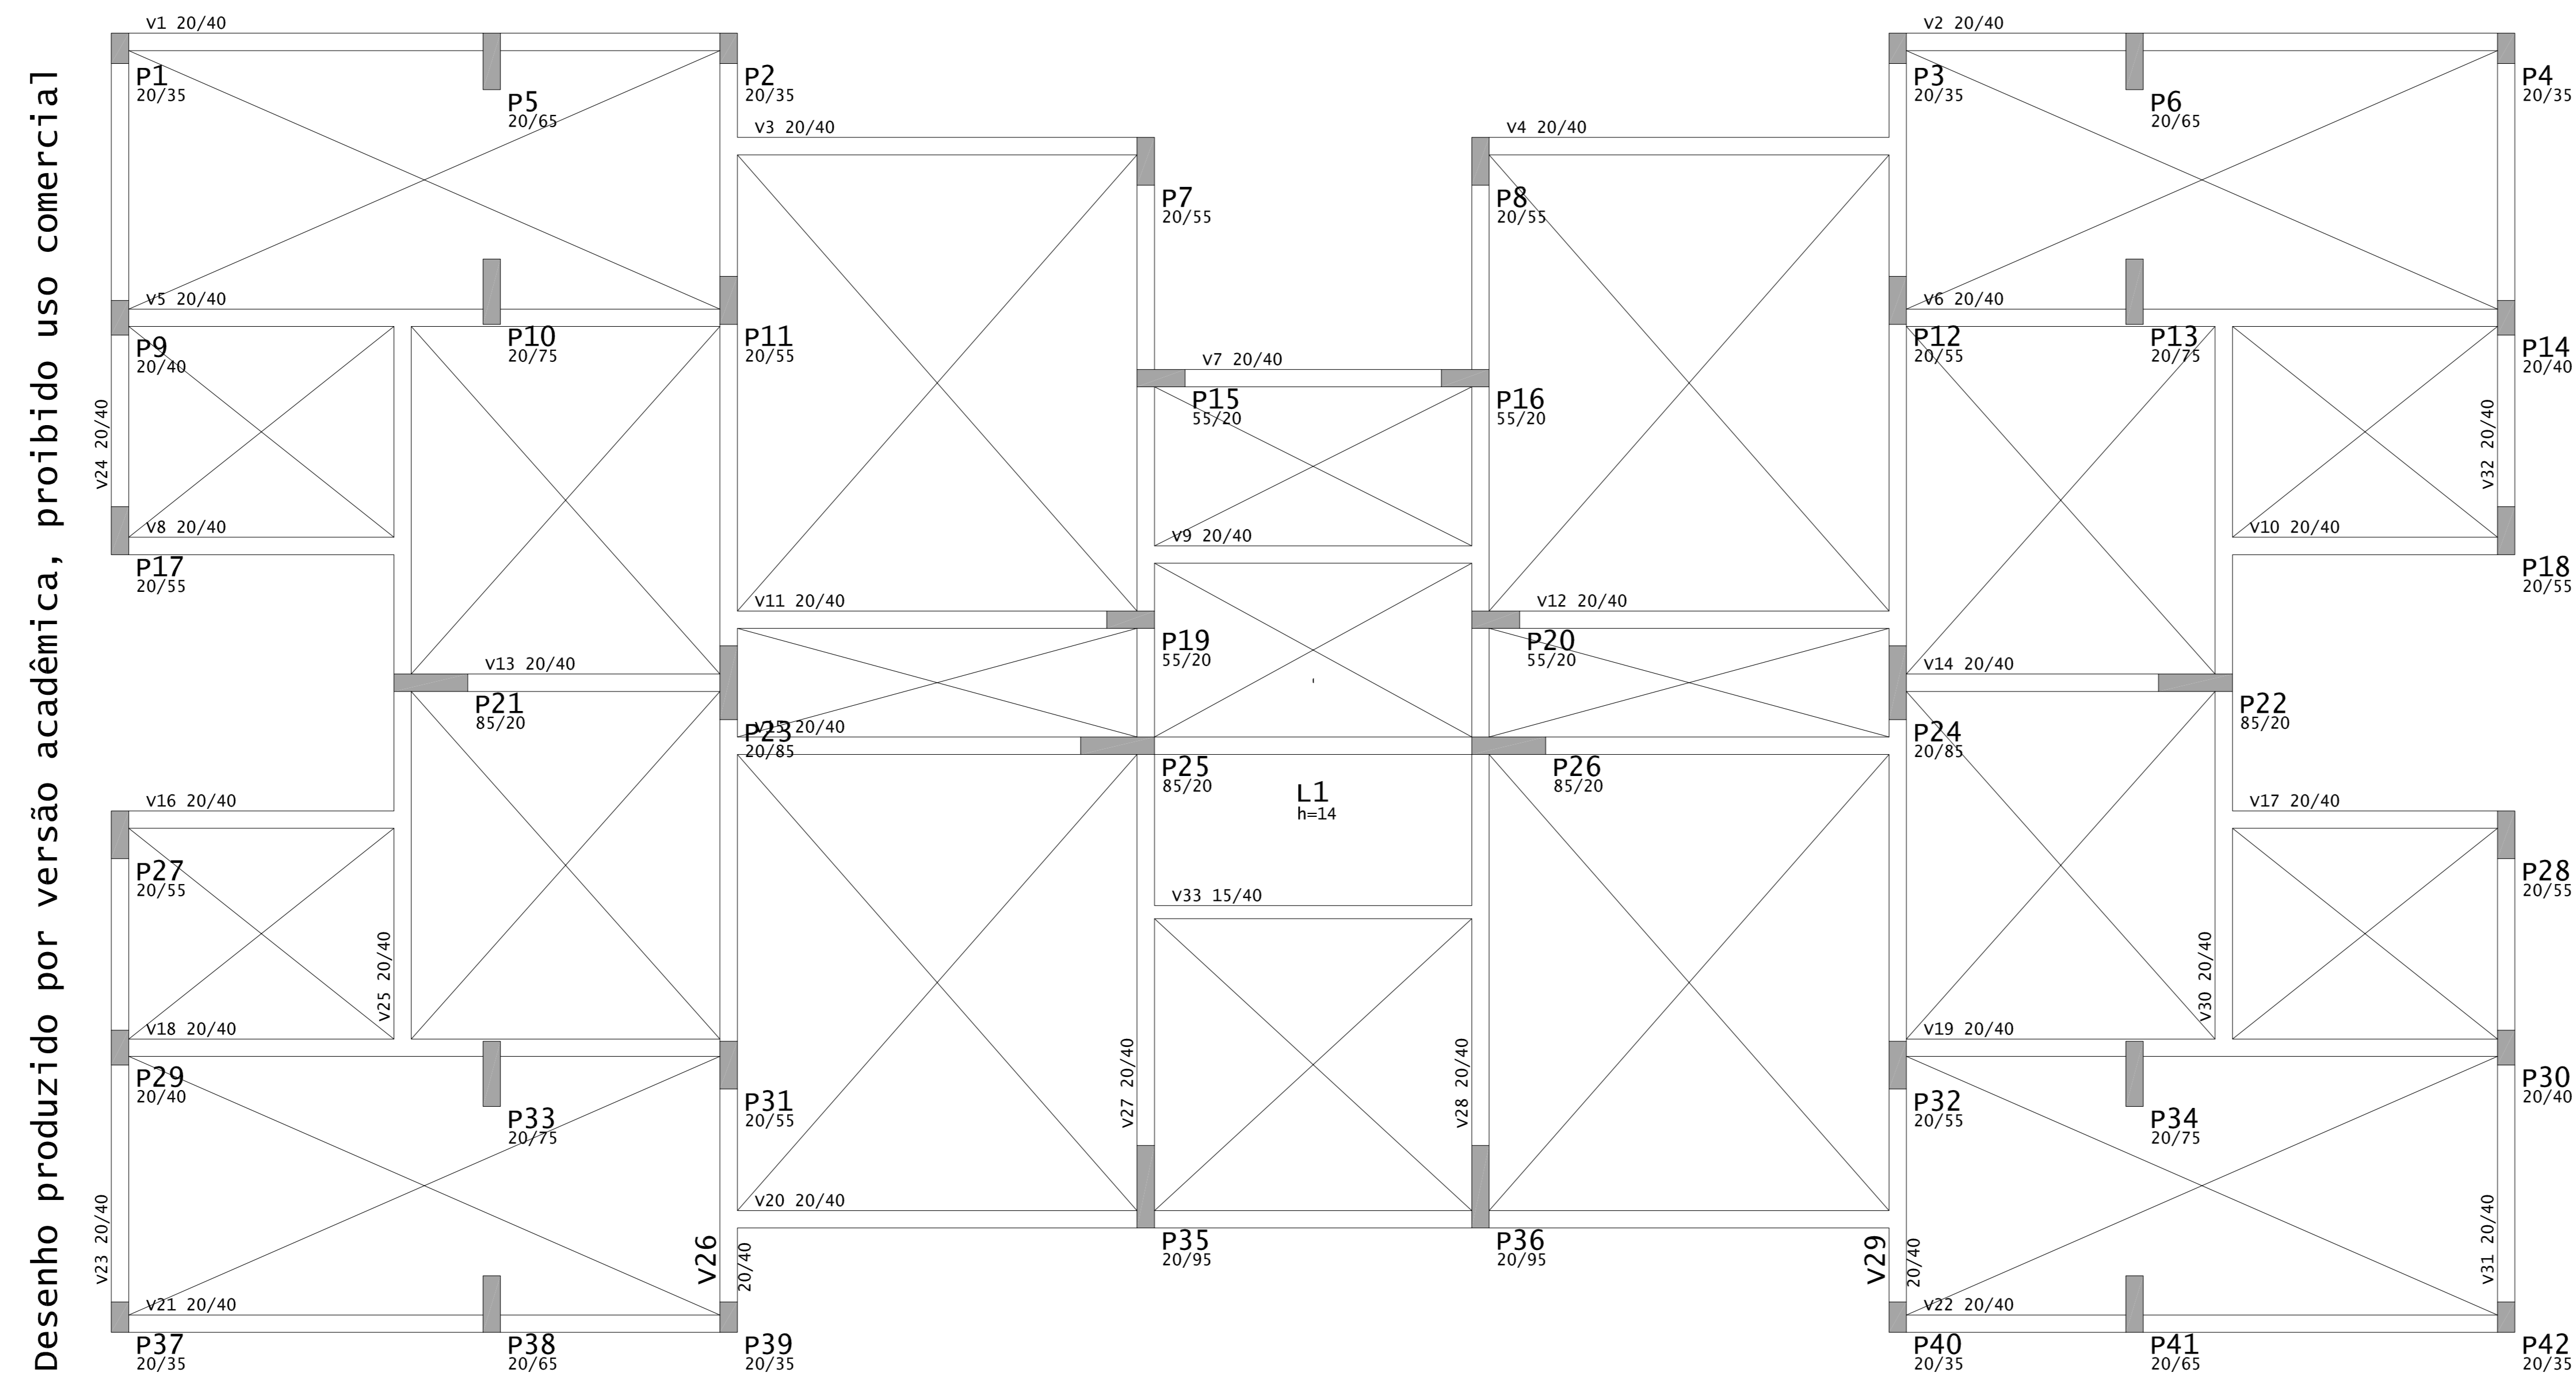 Desenho produzido por versão acadêmica, proibido uso comercial
V1 20/40
V2 20/40
P1
20/35
P5
20/65
P2
20/35
P3
20/35
P6
20/65
P4
20/35
V3 20/40
V4 20/40
P7
20/55
P8
20/55
V5 20/40
V6 20/40
P9
20/40
P10
20/75
P11
20/55
P12
20/55
P13
20/75
P14
20/40
V7 20/40
P15
55/20
P16
55/20
V24 20/40
V32 20/40
V8 20/40
V9 20/40
V10 20/40
P17
20/55
P18
20/55
V11 20/40
V12 20/40
P19
55/20
P20
55/20
V13 20/40
V14 20/40
P21
85/20
P22
85/20
V15 20/40
P23
20/85
P24
20/85
P25
85/20
P26
85/20
L1
h=14
V16 20/40
V17 20/40
P27
20/55
P28
20/55
V33 15/40
V25 20/40
V30 20/40
V18 20/40
V19 20/40
P29
20/40
P33
20/75
P31
20/55
V27 20/40
V28 20/40
P32
20/55
P34
20/75
P30
20/40
V20 20/40
V23 20/40
V26
20/40
V29
20/40
V31 20/40
P35
20/95
P36
20/95
V21 20/40
V22 20/40
P37
20/35
P38
20/65
P39
20/35
P40
20/35
P41
20/65
P42
20/35